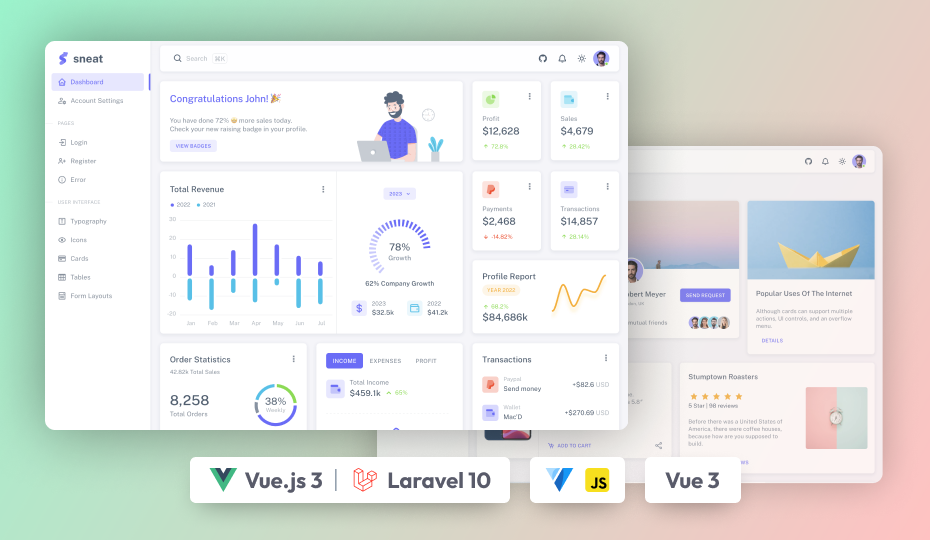 sneat
Search ⌘K
Dashboard
Account Settings
PAGES
Login
Register
Error
USER INTERFACE
Typography
Icons
Cards
Tables
Form Layouts
Congratulations John! 🎉
You have done 72% 🤩 more sales today.
Check your new raising badge in your profile.
VIEW BADGES
Profit
$12,628
72.8%
Sales
$4,679
28.42%
Total Revenue
2022 2021
30
20
10
0
-10
-20
Jan Feb Mar Apr May Jun Jul
2023
78%
Growth
62% Company Growth
2023
$32.5k
2022
$41.2k
Payments
$2,468
-14.82%
Transactions
$14,857
28.14%
Profile Report
YEAR 2022
68.2%
$84,686k
Order Statistics
42.82k Total Sales
8,258
Total Orders
38%
Weekly
INCOME EXPENSES PROFIT
Total Income
$459.1k 65%
Transactions
Paypal
Send money
+$82.6 USD
Wallet
Mac'D
+$270.69 USD
bert Meyer
SEND REQUEST
mutual friends
Popular Uses Of The Internet
Although cards can support multiple
actions, UI controls, and an overflow
menu.
DETAILS
5.8"
ADD TO CART
Stumptown Roasters
5 Star | 98 reviews
Before there was a United States of
America, there were coffee houses,
because how are you supposed to
build.
Vue.js 3 | Laravel 10
JS
Vue 3